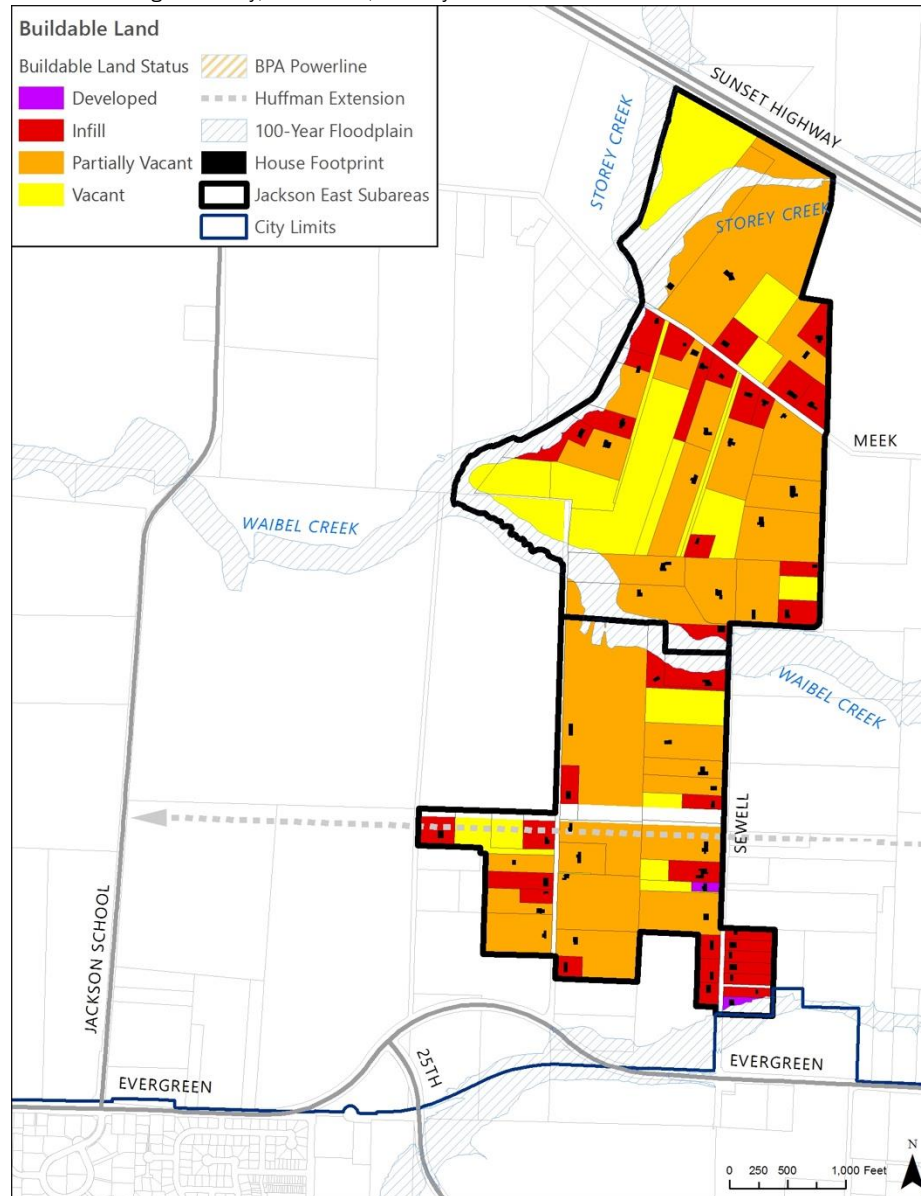 Buildable Land
Buildable Land Status
Developed
Infill
Partially Vacant
Vacant
BPA Powerline
Huffman Extension
100-Year Floodplain
House Footprint
Jackson East Subareas
City Limits
SUNSET HIGHWAY
STOREY CREEK
STOREY CREEK
MEEK
WAIBEL CREEK
WAIBEL CREEK
SEWELL
JACKSON SCHOOL
25TH
EVERGREEN
EVERGREEN
N
0 250 500 1,000 Feet